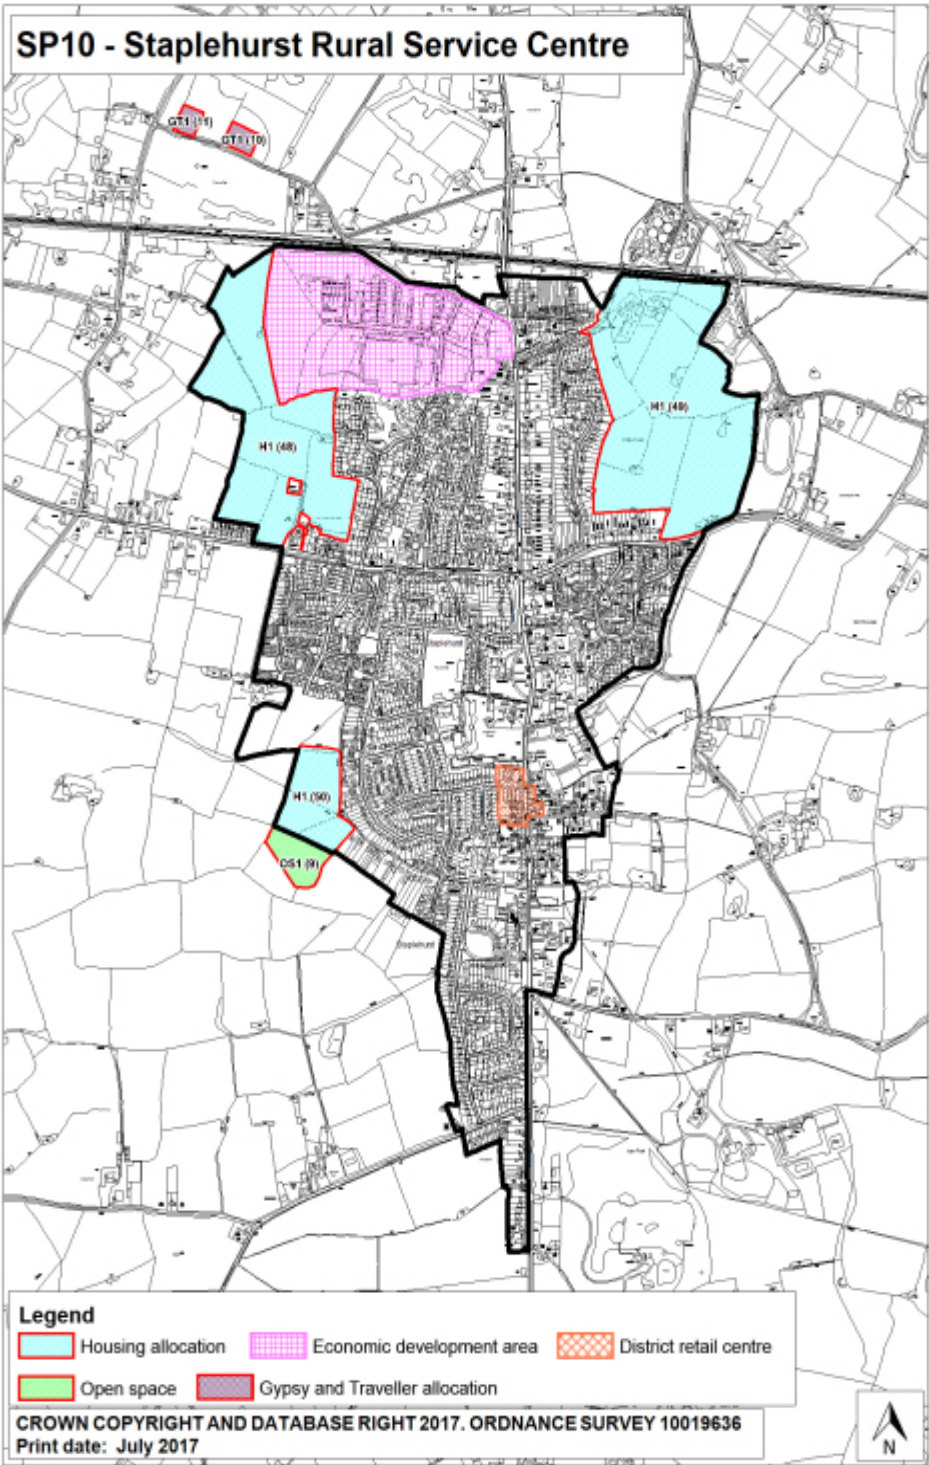 SP10 - Staplehurst Rural Service Centre
GT1 (11)
GT1 (10)
H1 (49)
H1 (48)
Staplehurst
H1 (50)
OS1 (9)
Staplehurst
Legend
Housing allocation
Economic development area
District retail centre
Open space
Gypsy and Traveller allocation
CROWN COPYRIGHT AND DATABASE RIGHT 2017. ORDNANCE SURVEY 10019636
Print date: July 2017
N